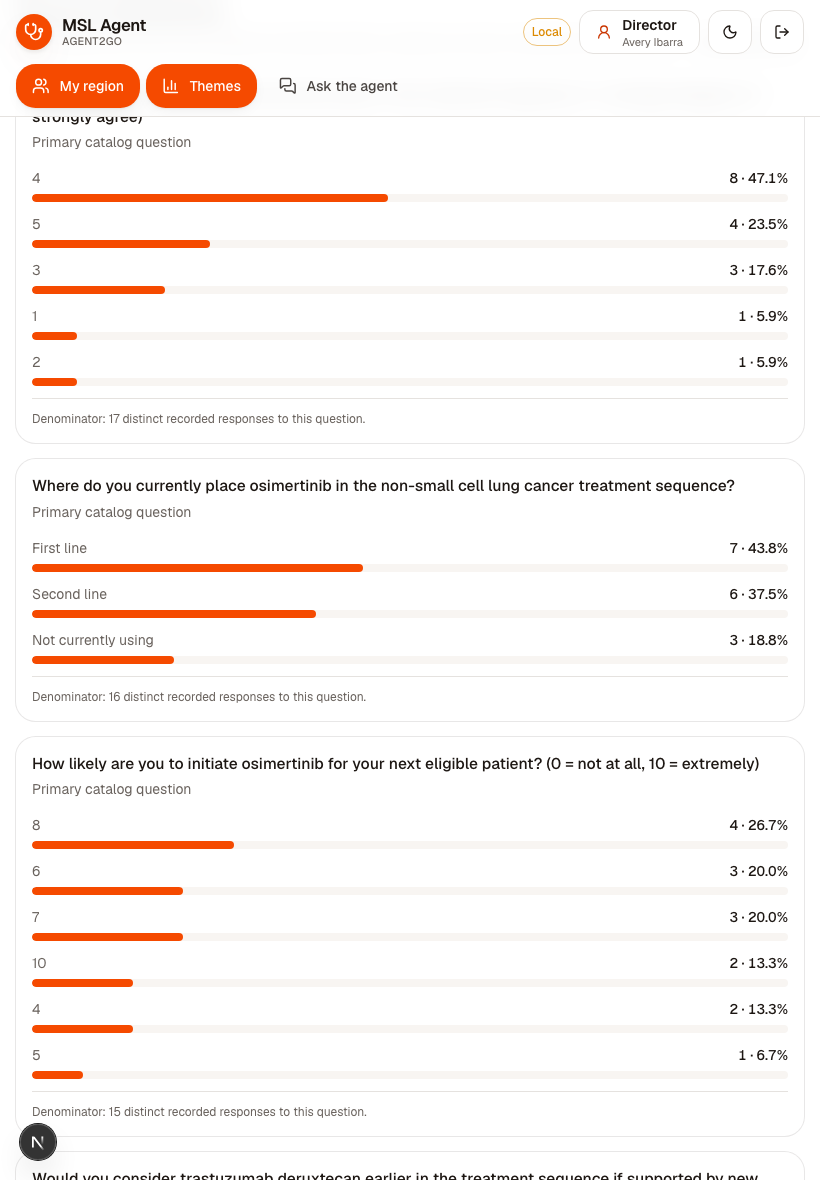 MSL Agent
AGENT2GO
Local
Director
Avery Ibarra
My region
Themes
Ask the agent
strongly agree)
Primary catalog question
4
8 · 47.1%
5
4 · 23.5%
3
3 · 17.6%
1
1 · 5.9%
2
1 · 5.9%
Denominator: 17 distinct recorded responses to this question.
Where do you currently place osimertinib in the non-small cell lung cancer treatment sequence?
Primary catalog question
First line
7 · 43.8%
Second line
6 · 37.5%
Not currently using
3 · 18.8%
Denominator: 16 distinct recorded responses to this question.
How likely are you to initiate osimertinib for your next eligible patient? (0 = not at all, 10 = extremely)
Primary catalog question
8
4 · 26.7%
6
3 · 20.0%
7
3 · 20.0%
10
2 · 13.3%
4
2 · 13.3%
5
1 · 6.7%
Denominator: 15 distinct recorded responses to this question.
N
Would you consider trastuzumab deruxtecan earlier in the treatment sequence if supported by new